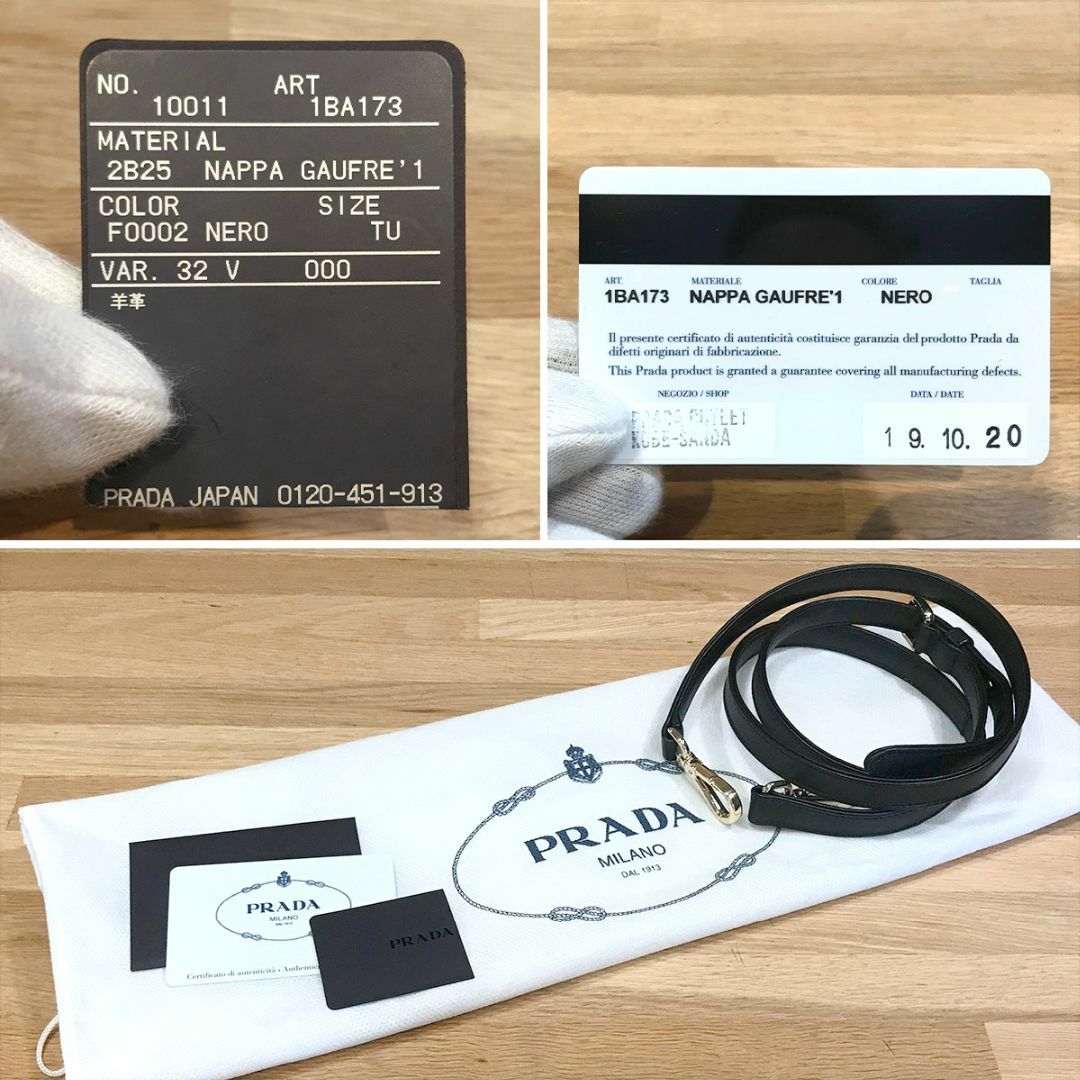 NO. ART
10011 1BA173
MATERIAL
2B25 NAPPA GAUFRE'1
COLOR SIZE
F0002 NERO TU
VAR. 32 V 000
羊革
PRADA JAPAN 0120-451-913
ART. MATERIALE COLORE TAGLIA
1BA173 NAPPA GAUFRE'1 NERO
Il presente certificato di autenticità costituisce garanzia del prodotto Prada da
difetti originari di fabbricazione.
This Prada product is granted a guarantee covering all manufacturing defects.
NEGOZIO / SHOP DATA / DATE
PRADA OUTLET
KOBE-SANDA
19. 10. 20
PRADA
MILANO
DAL 1913
PRADA
MILANO
DAL 1913
Certificato di autenticità •
PRADA